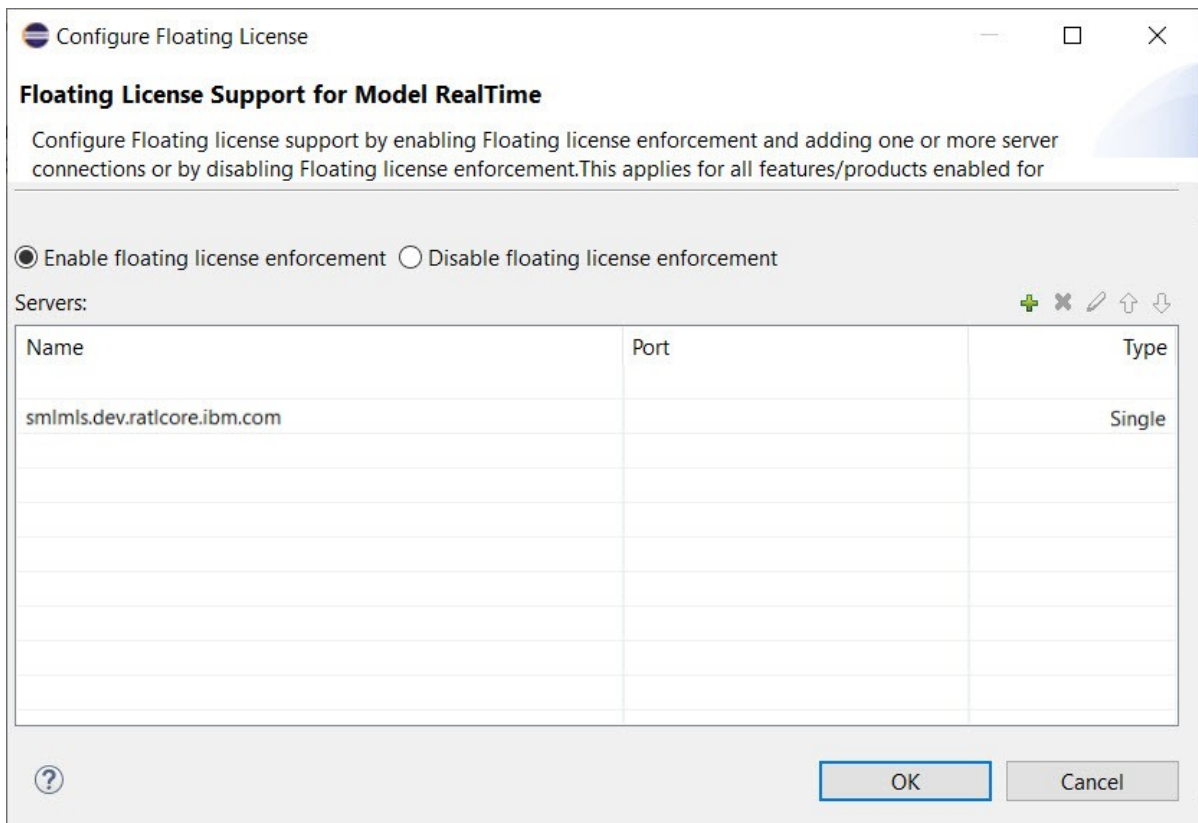 Configure Floating License
Floating License Support for Model RealTime
Configure Floating license support by enabling Floating license enforcement and adding one or more server
connections or by disabling Floating license enforcement.This applies for all features/products enabled for
Enable floating license enforcement Disable floating license enforcement
Servers:
Name Port Type
smlmls.dev.ratlcore.ibm.com Single
?
OK Cancel